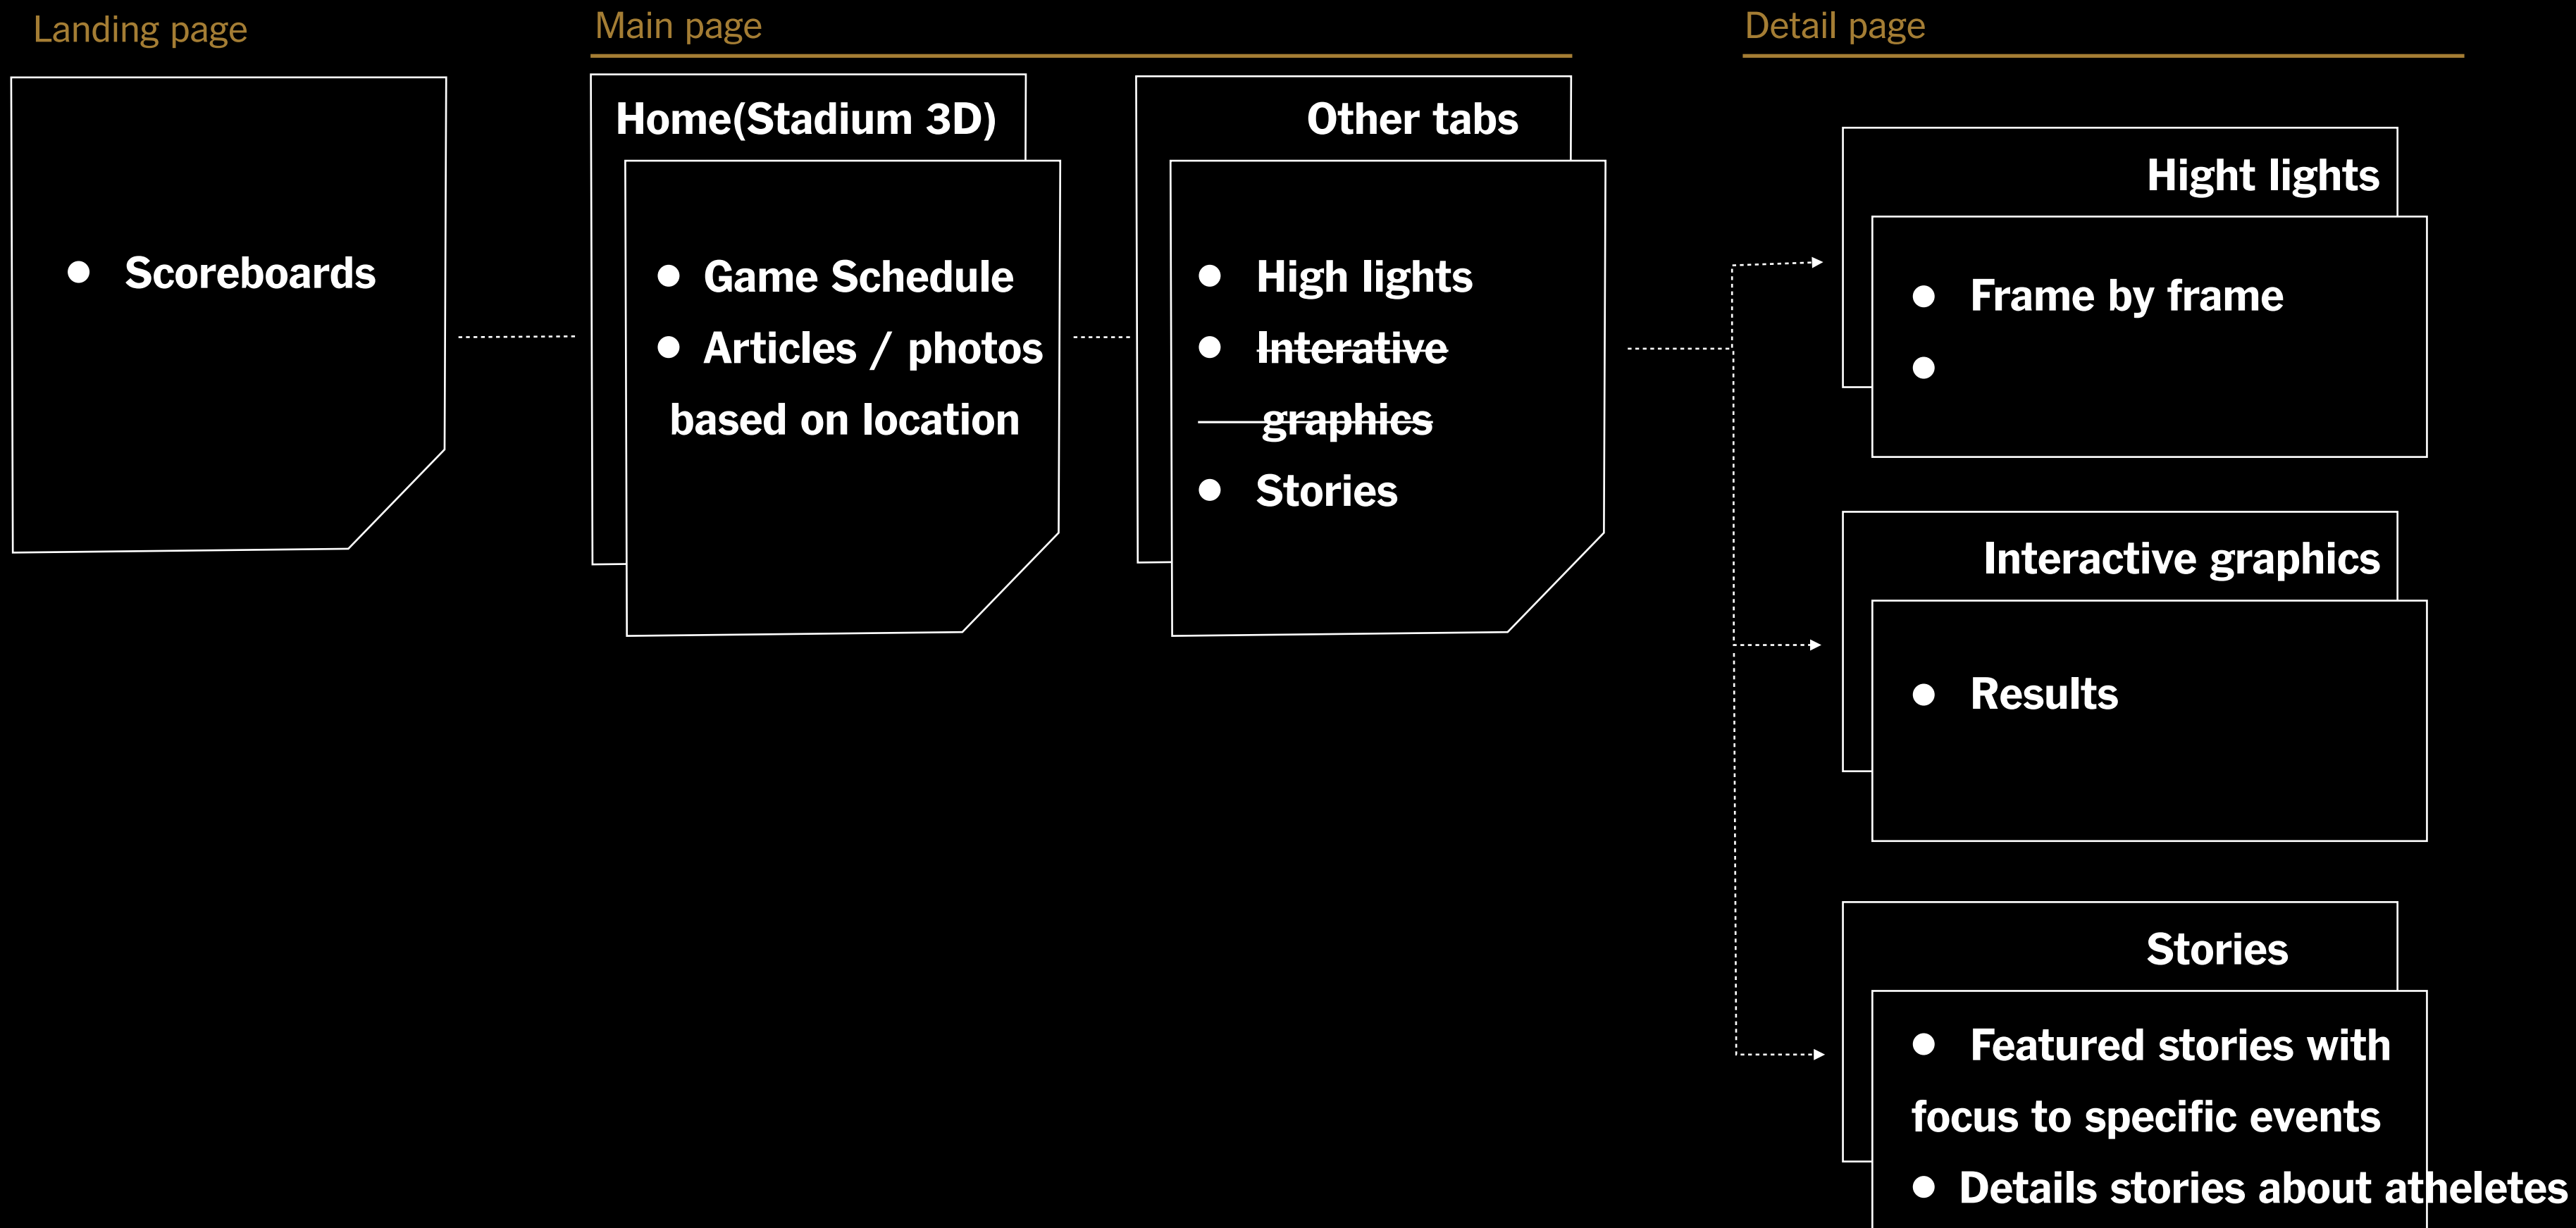 Landing page
Scoreboards
Main page
Home(Stadium 3D)
Game Schedule
Articles / photos
based on location
Other tabs
High lights
Interative
graphics
Stories
Detail page
Hight lights
Frame by frame
Interactive graphics
Results
Stories
Featured stories with
focus to specific events
Details stories about atheletes